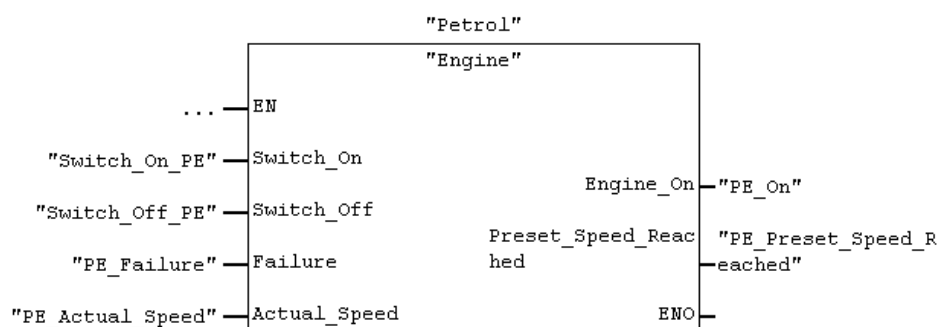 "Petrol"
"Engine"
... EN
"Switch_On_PE" Switch_On
Engine_On "PE_On"
"Switch_Off_PE" Switch_Off
Preset_Speed_Reac "PE_Preset_Speed_R
"PE_Failure" Failure hed eached"
"PE Actual Speed" Actual_Speed ENO